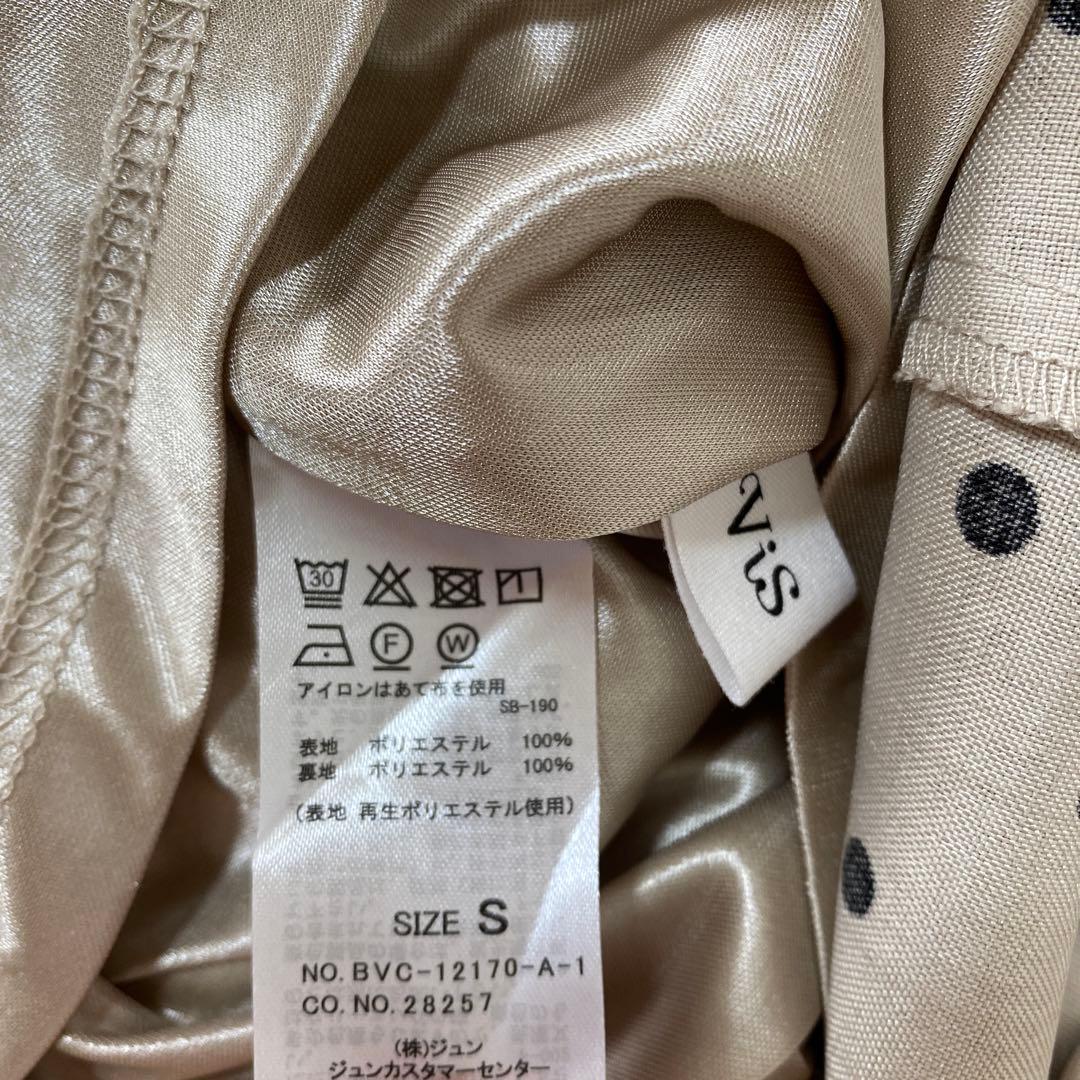 30
F W
アイロンはあて布を使用
SB-190
表地 ポリエステル 100%
裏地 ポリエステル 100%
(表地 再生ポリエステル使用)
SIZE S
NO.BVC-12170-A-1
CO.NO.28257
(株)ジュン
ジュンカスタマーセンター
ViS